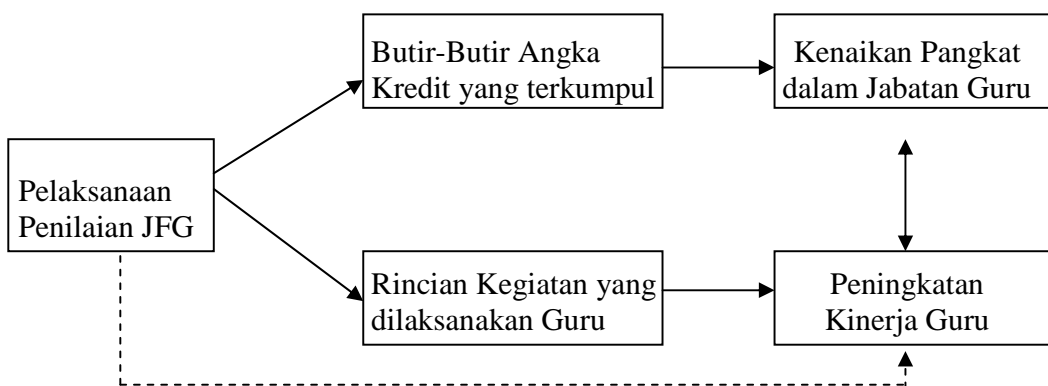 Butir-Butir Angka
Kredit yang terkumpul
Kenaikan Pangkat
dalam Jabatan Guru
Pelaksanaan
Penilaian JFG
Rincian Kegiatan yang
dilaksanakan Guru
Peningkatan
Kinerja Guru